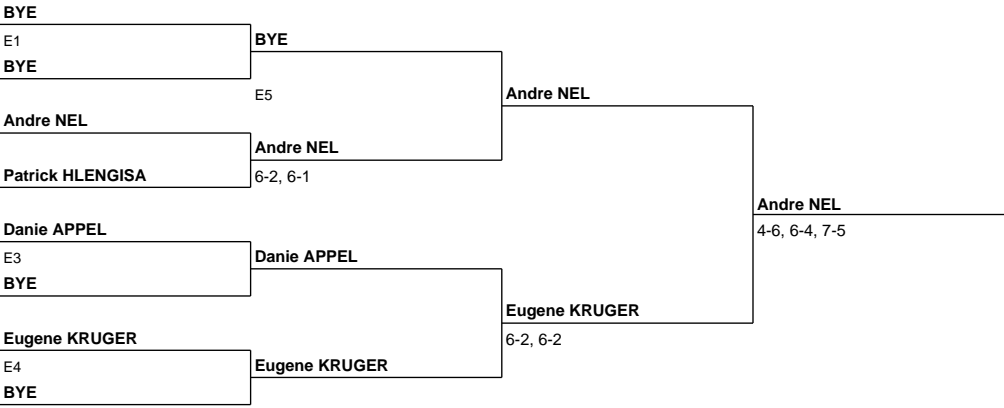 BYE
E1
BYE
BYE
E5
Andre NEL
Andre NEL
Andre NEL
Patrick HLENGISA
6-2, 6-1
Andre NEL
4-6, 6-4, 7-5
Danie APPEL
E3
Danie APPEL
BYE
Eugene KRUGER
6-2, 6-2
Eugene KRUGER
E4
Eugene KRUGER
BYE